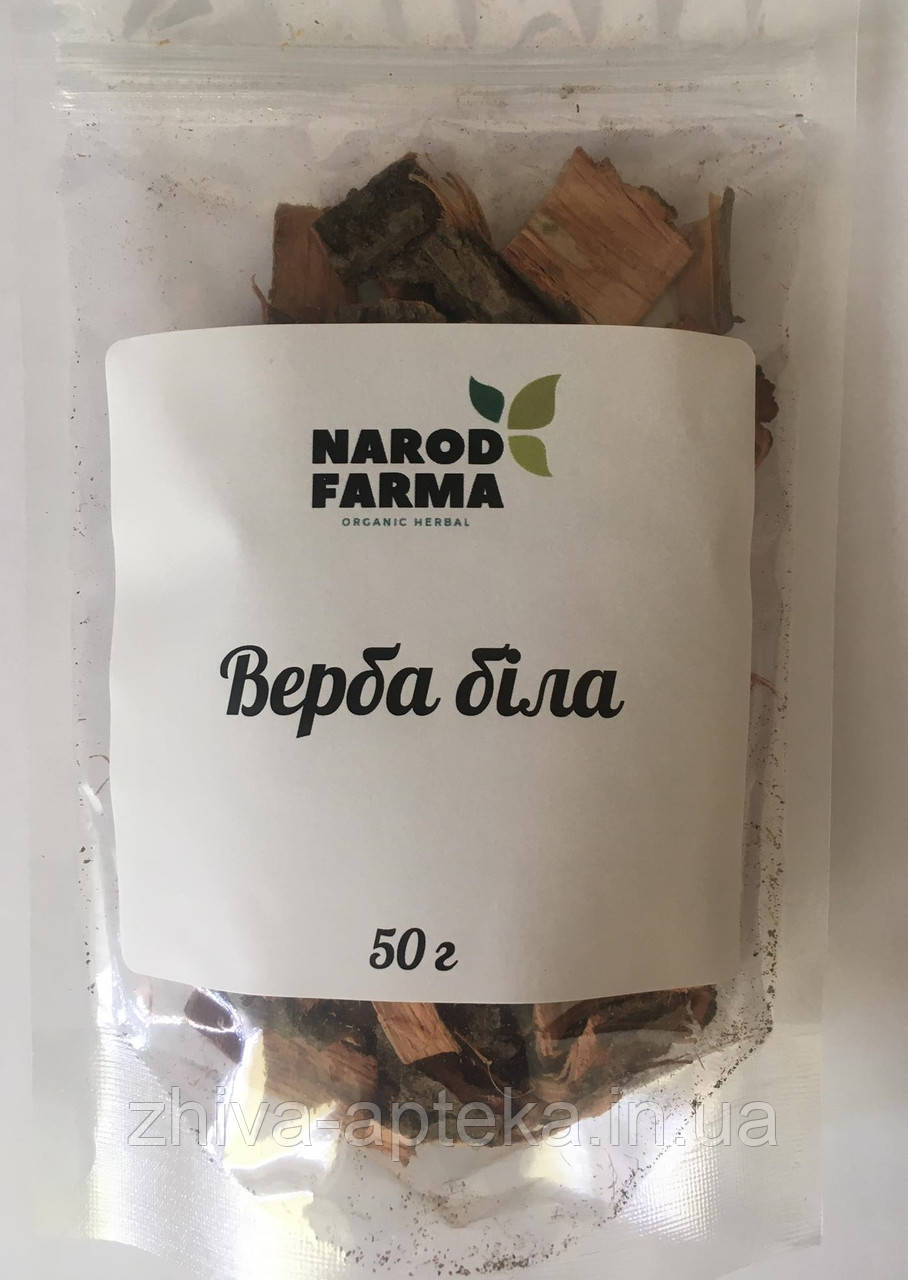 NAROD
FARMA
ORGANIC HERBAL
Верба біла
50 г
zhiva-apteka.in.ua